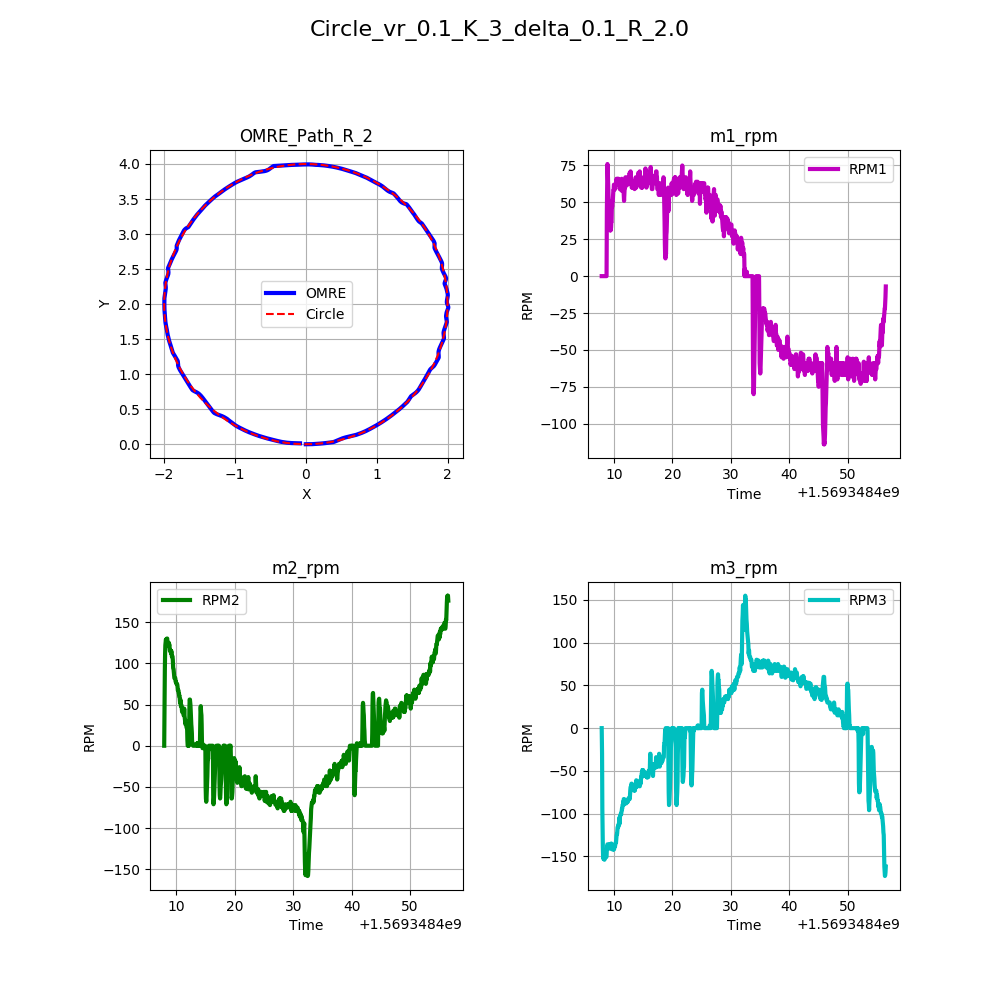 Circle_vr_0.1_K_3_delta_0.1_R_2.0
OMRE_Path_R_2
4.0
3.5
3.0
2.5
2.0
1.5
1.0
0.5
0.0
Y
OMRE
Circle
−2 −1 0 1 2
X
m1_rpm
75
50
25
0
−25
−50
−75
−100
RPM
RPM1
10 20 30 40 50
Time +1.5693484e9
m2_rpm
150
100
50
0
−50
−100
−150
RPM
RPM2
10 20 30 40 50
Time +1.5693484e9
m3_rpm
150
100
50
0
−50
−100
−150
RPM
RPM3
10 20 30 40 50
Time +1.5693484e9